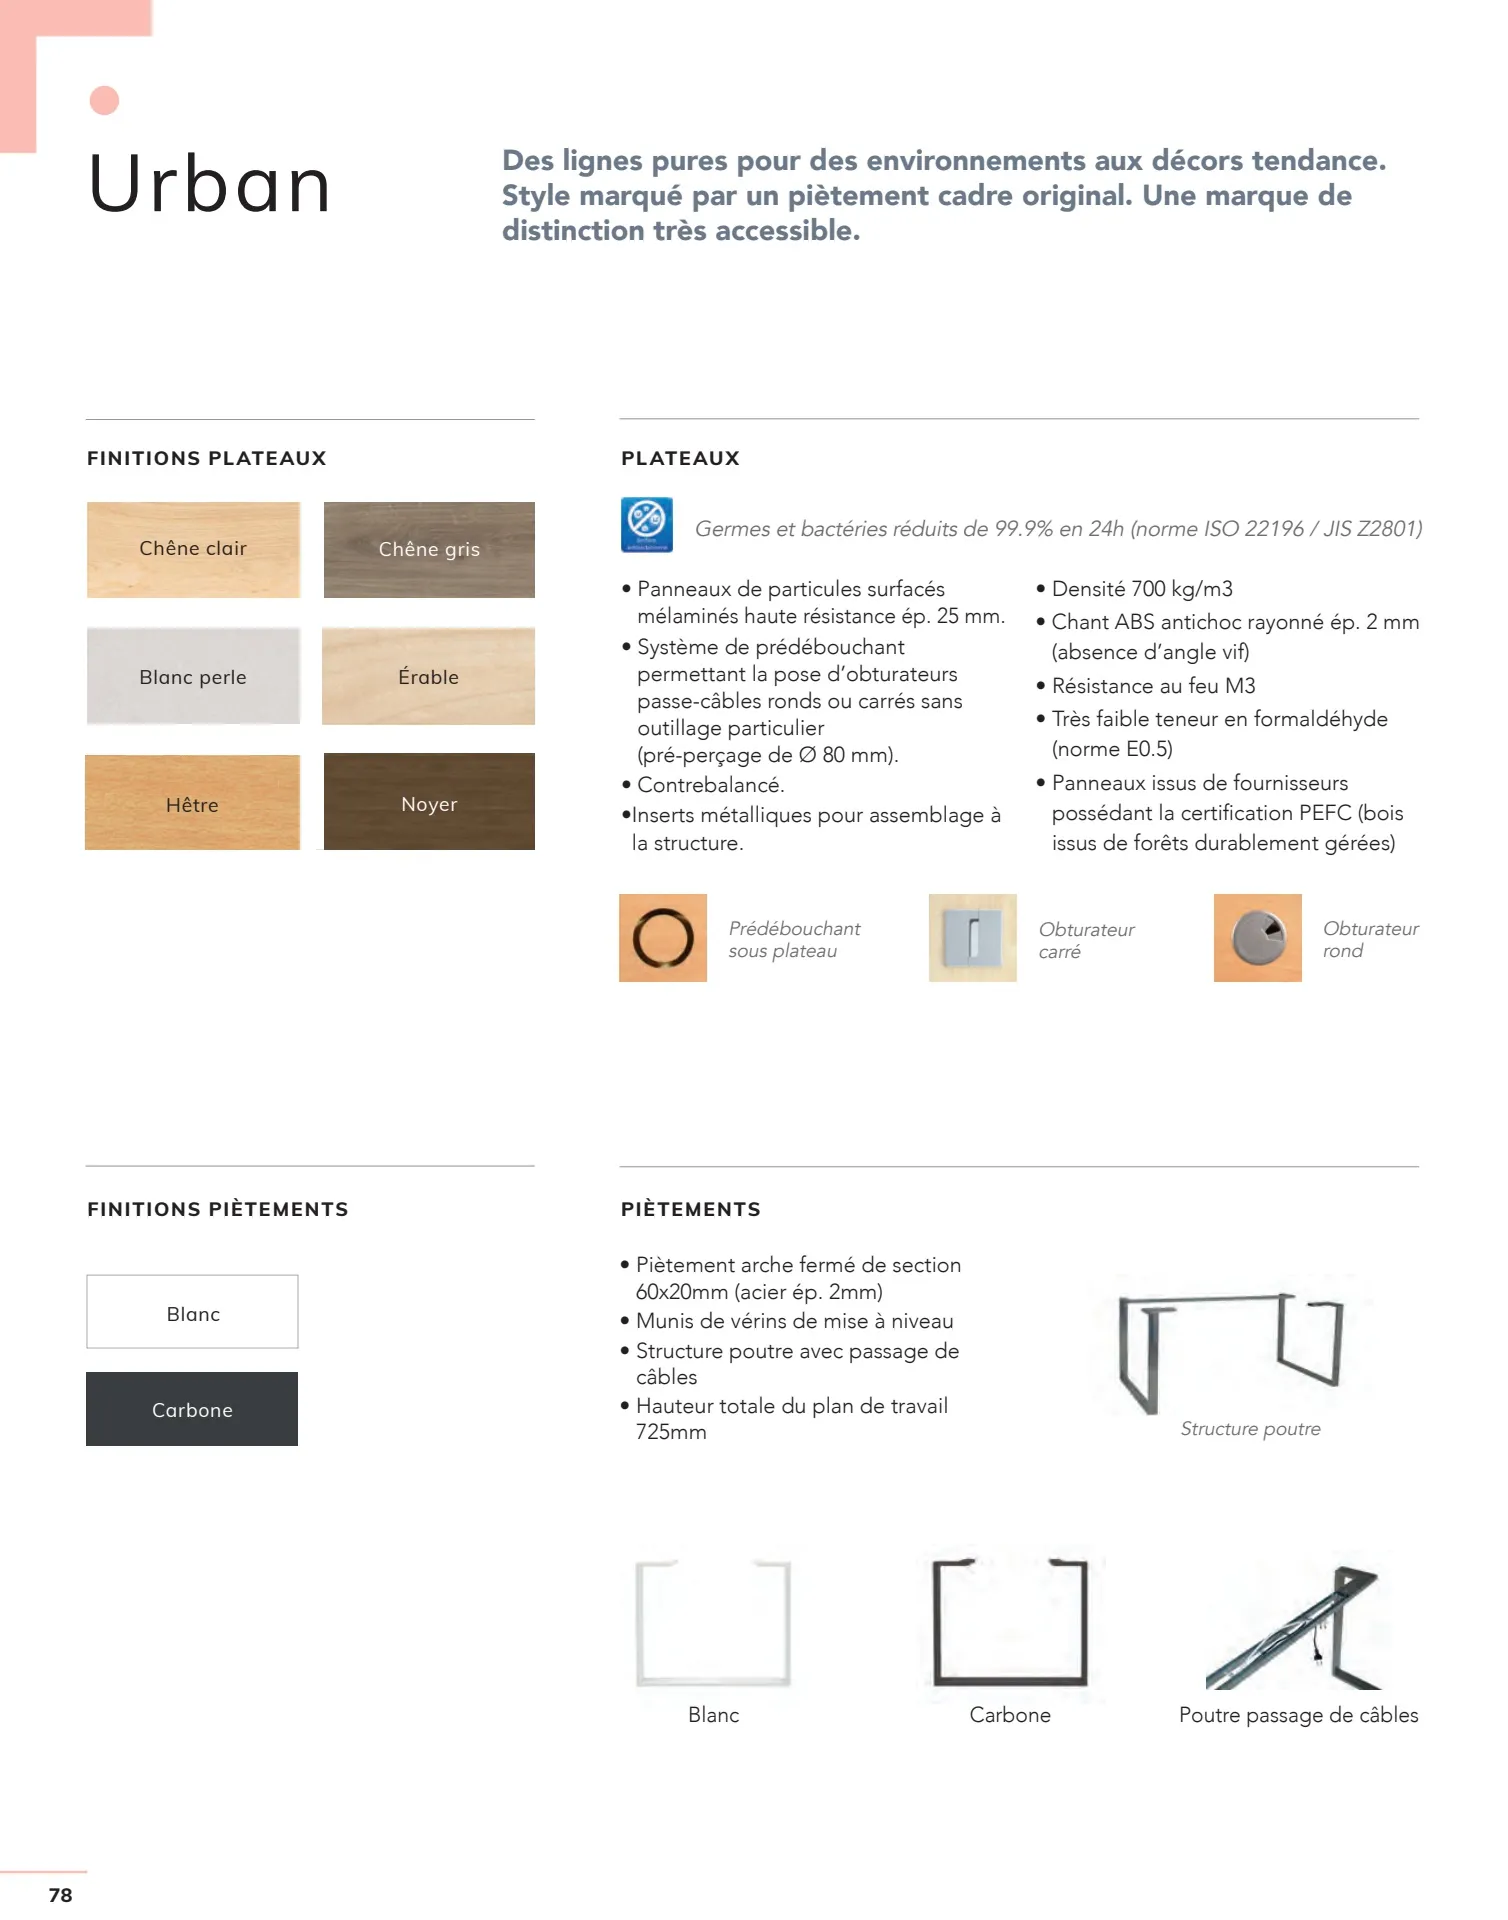 Urban
Des lignes pures pour des environnements aux décors tendance.
Style marqué par un piètement cadre original. Une marque de
distinction très accessible.
FINITIONS PLATEAUX
Chêne clair
Chêne gris
Blanc perle
Érable
Hêtre
Noyer
PLATEAUX
Germes et bactéries réduits de 99.9% en 24h (norme ISO 22196 / JIS Z2801)
• Panneaux de particules surfacés
mélaminés haute résistance ép. 25 mm.
• Système de prédébouchant
permettant la pose d’obturateurs
passe-câbles ronds ou carrés sans
outillage particulier
(pré-perçage de Ø 80 mm).
• Contrebalancé.
•Inserts métalliques pour assemblage à
la structure.
• Densité 700 kg/m3
• Chant ABS antichoc rayonné ép. 2 mm
(absence d’angle vif)
• Résistance au feu M3
• Très faible teneur en formaldéhyde
(norme E0.5)
• Panneaux issus de fournisseurs
possédant la certification PEFC (bois
issus de forêts durablement gérées)
Prédébouchant
sous plateau
Obturateur
carré
Obturateur
rond
FINITIONS PIÈTEMENTS
Blanc
Carbone
PIÈTEMENTS
• Piètement arche fermé de section
60x20mm (acier ép. 2mm)
• Munis de vérins de mise à niveau
• Structure poutre avec passage de
câbles
• Hauteur totale du plan de travail
725mm
Structure poutre
Blanc
Carbone
Poutre passage de câbles
78